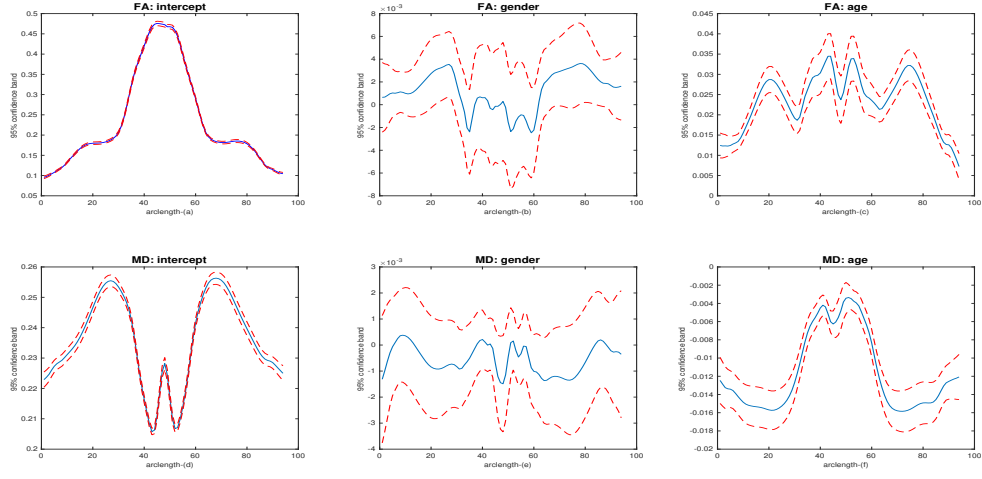 FA: intercept
95% confidence band
0.5
0.45
0.4
0.35
0.3
0.25
0.2
0.15
0.1
0.05
0 20 40 60 80 100
arclength-(a)
FA: gender
×10⁻³
95% confidence band
8
6
4
2
0
-2
-4
-6
-8
0 20 40 60 80 100
arclength-(b)
FA: age
95% confidence band
0.045
0.04
0.035
0.03
0.025
0.02
0.015
0.01
0.005
0
0 20 40 60 80 100
arclength-(c)
MD: intercept
95% confidence band
0.26
0.25
0.24
0.23
0.22
0.21
0.2
0 20 40 60 80 100
arclength-(d)
MD: gender
×10⁻³
95% confidence band
3
2
1
0
-1
-2
-3
-4
0 20 40 60 80 100
arclength-(e)
MD: age
95% confidence band
0
-0.002
-0.004
-0.006
-0.008
-0.01
-0.012
-0.014
-0.016
-0.018
-0.02
0 20 40 60 80 100
arclength-(f)